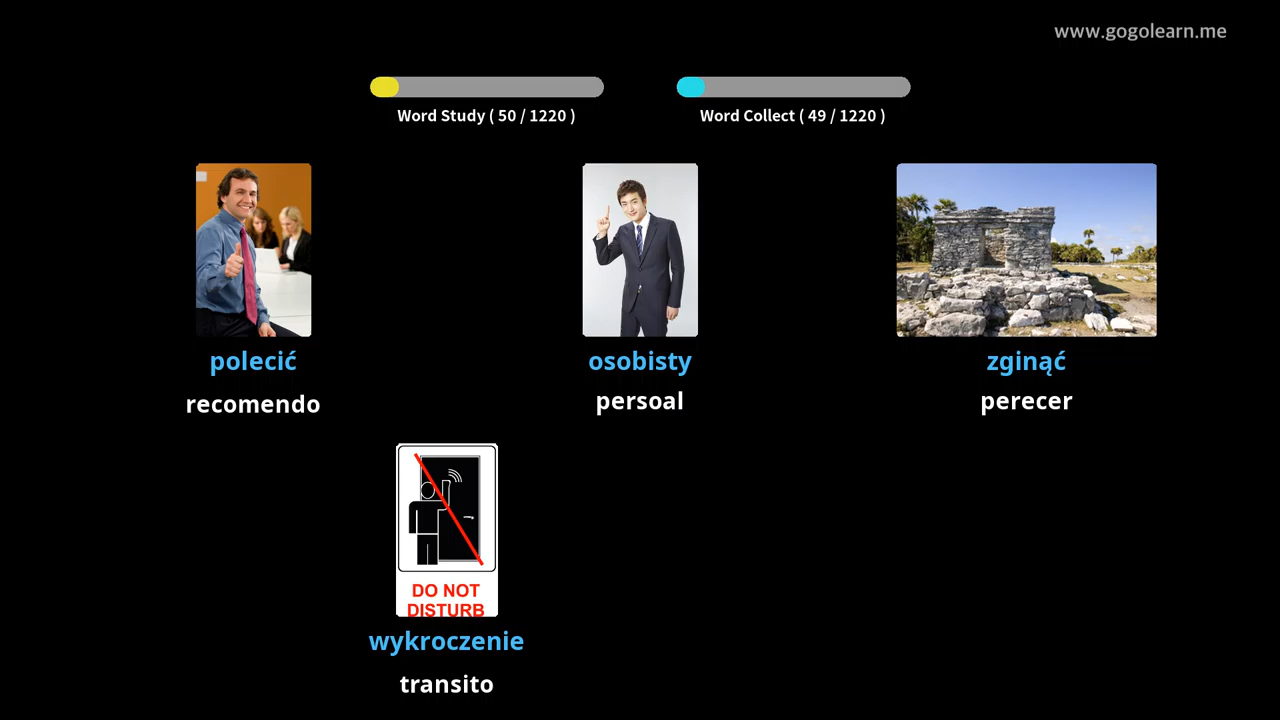 www.gogolearn.me
Word Study ( 50 / 1220 )
Word Collect ( 49 / 1220 )
polecić
recomendo
osobisty
persoal
zginąć
perecer
DO NOT
DISTURB
wykroczenie
transito